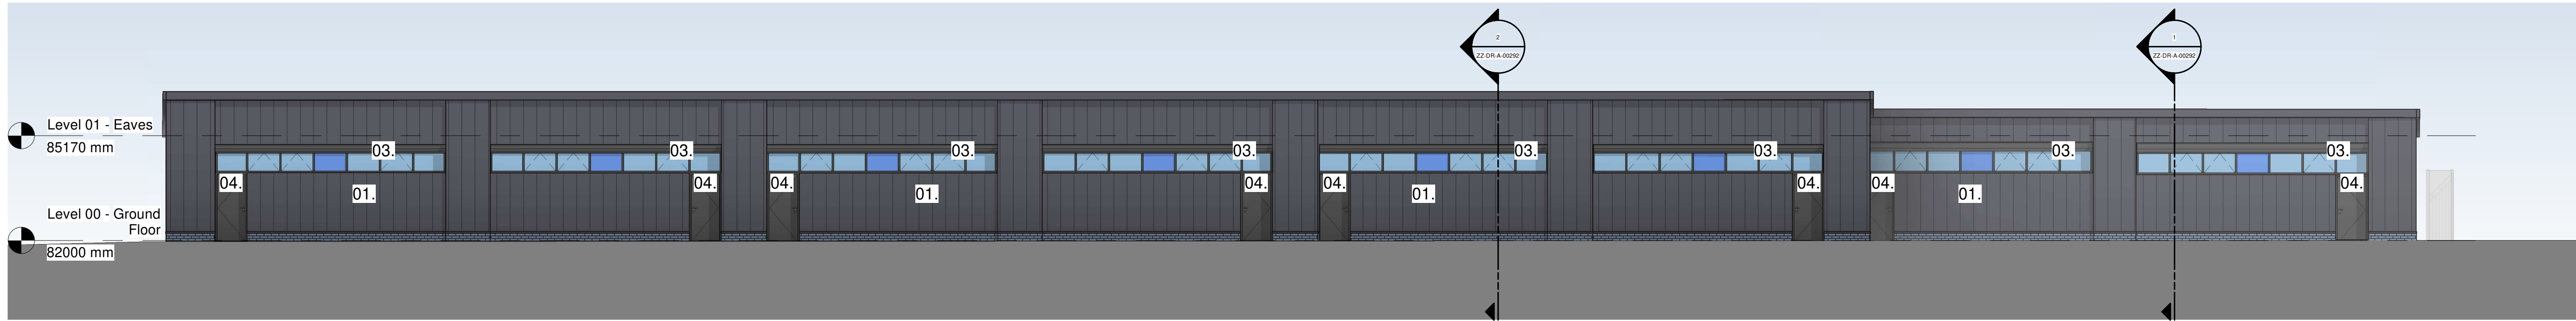 2
ZZ-DR-A-00292
1
ZZ-DR-A-00292
Level 01 - Eaves
85170 mm
03. 03. 03. 03. 03. 03. 03. 03.
04. 04. 04. 04. 04. 04. 04. 04.
01. 01. 01. 01.
Level 00 - Ground
Floor
82000 mm